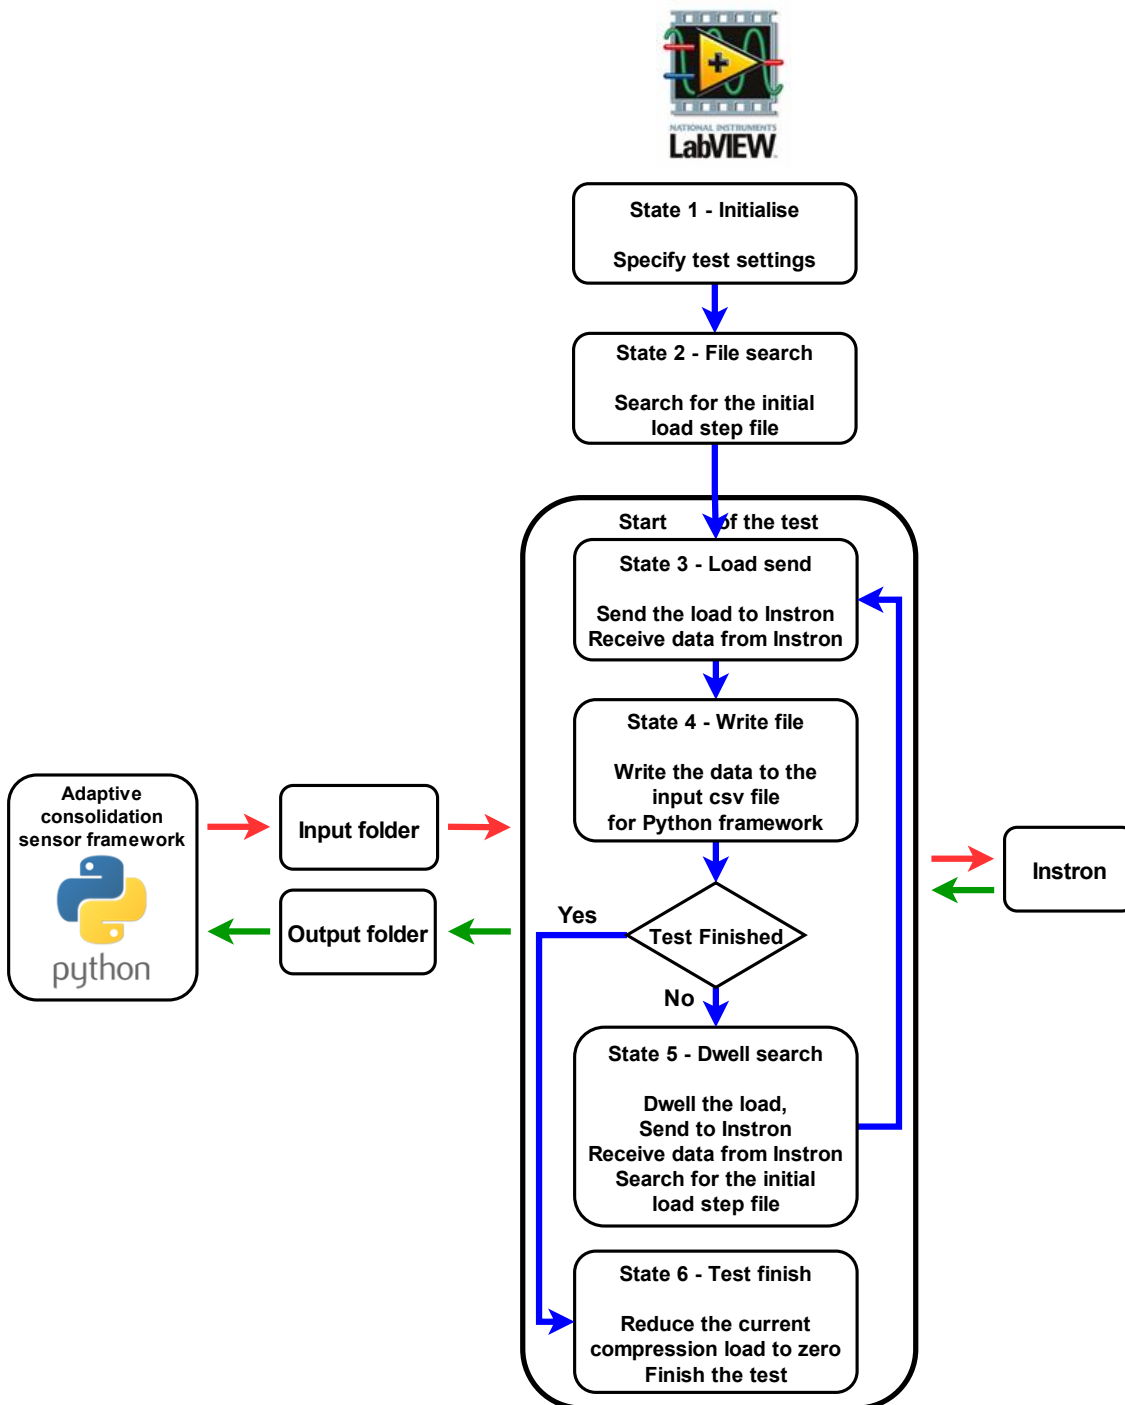 NATIONAL INSTRUMENTS
LabVIEW
State 1 - Initialise
Specify test settings
State 2 - File search
Search for the initial
load step file
Start of the test
State 3 - Load send
Send the load to Instron
Receive data from Instron
State 4 - Write file
Write the data to the
input csv file
for Python framework
Adaptive
consolidation
sensor framework
python
Input folder
Output folder
Instron
Yes
Test Finished
No
State 5 - Dwell search
Dwell the load,
Send to Instron
Receive data from Instron
Search for the initial
load step file
State 6 - Test finish
Reduce the current
compression load to zero
Finish the test